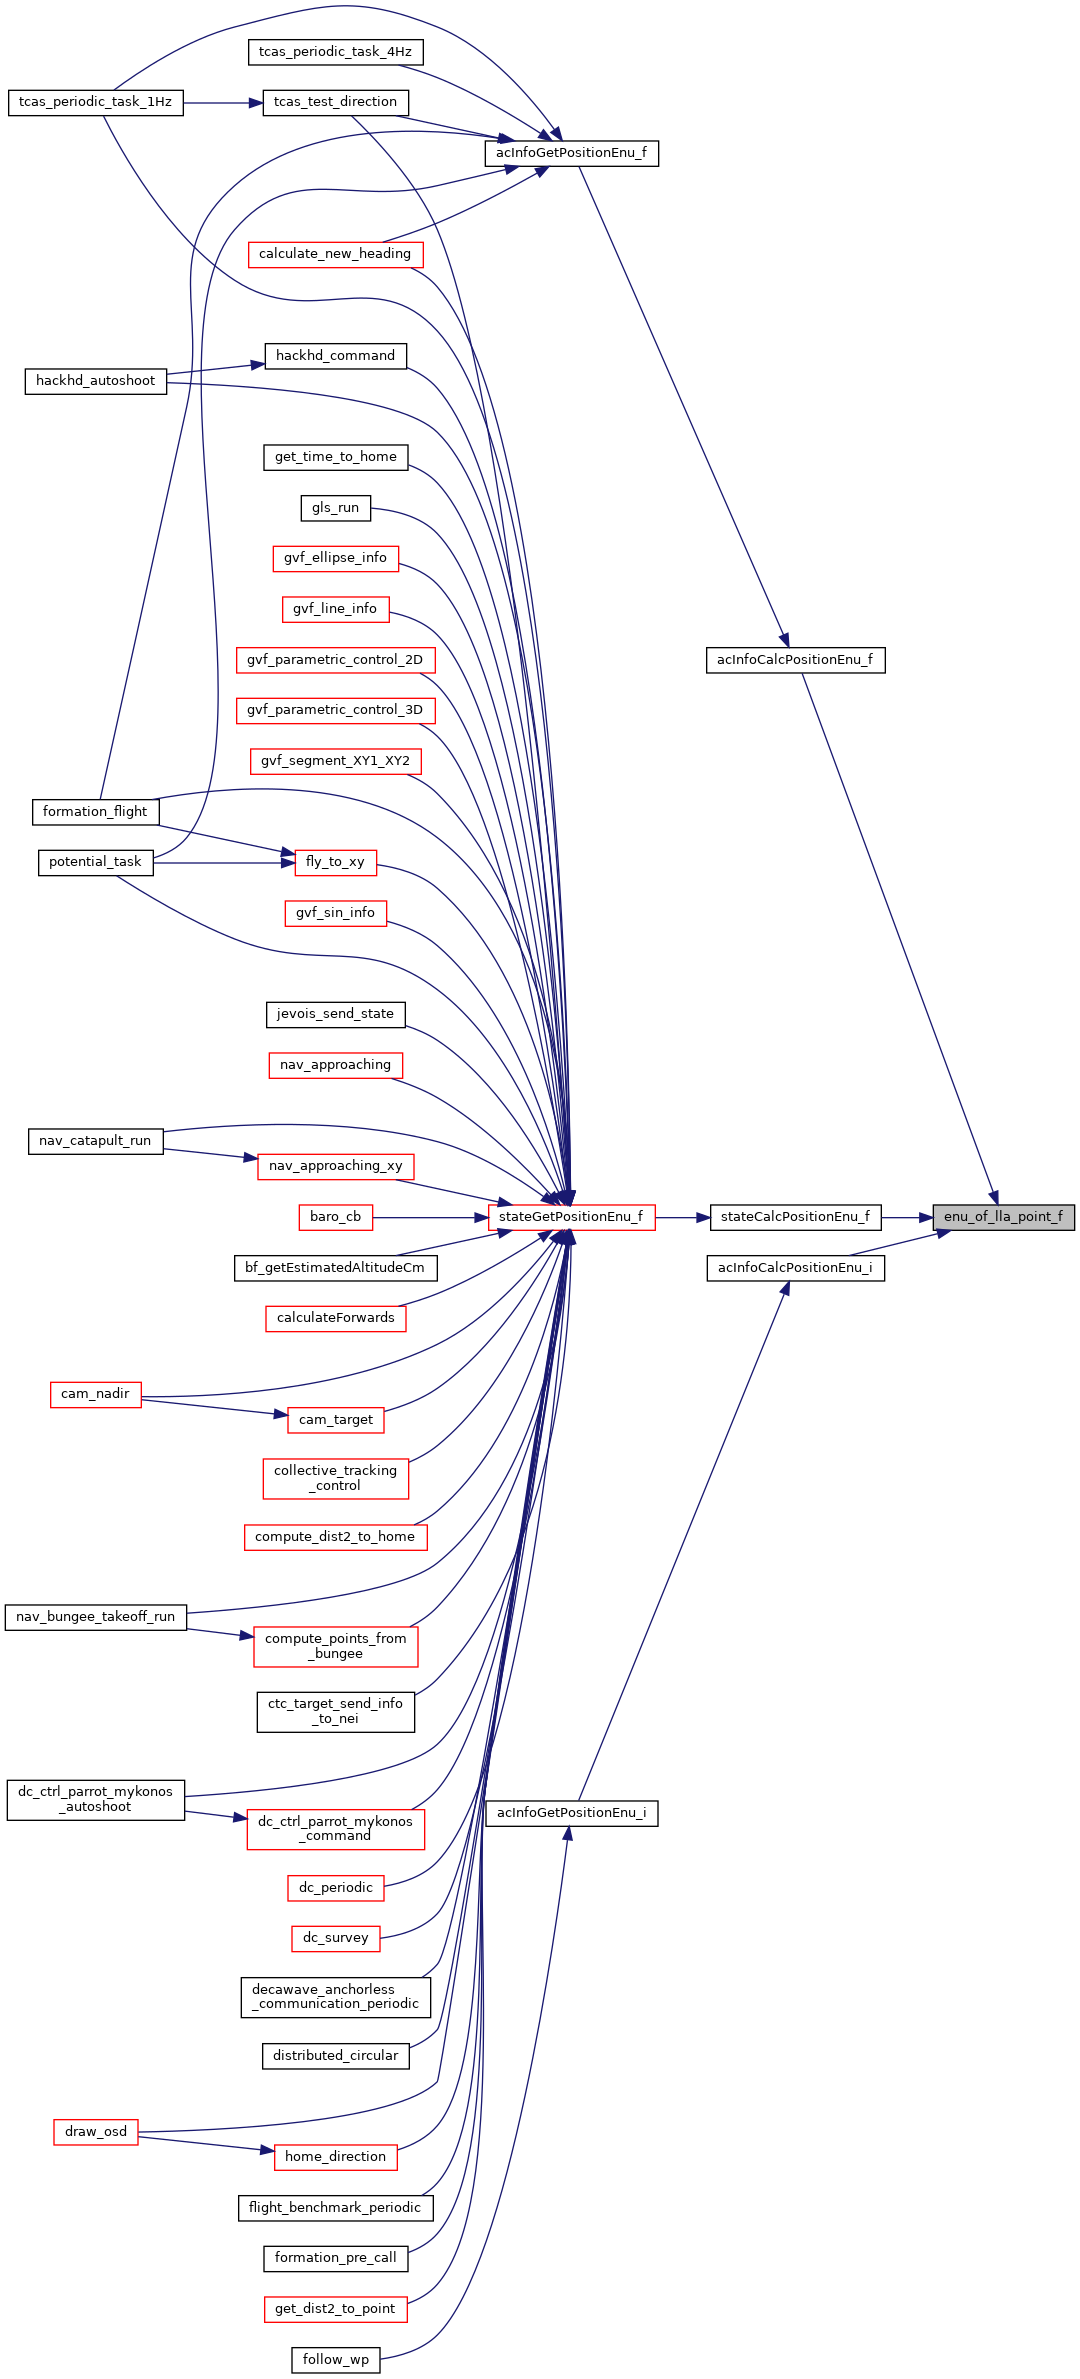 tcas_periodic_task_4Hz
tcas_periodic_task_1Hz
tcas_test_direction
acInfoGetPositionEnu_f
calculate_new_heading
hackhd_command
hackhd_autoshoot
get_time_to_home
gls_run
gvf_ellipse_info
gvf_line_info
gvf_parametric_control_2D
acInfoCalcPositionEnu_f
gvf_parametric_control_3D
gvf_segment_XY1_XY2
formation_flight
potential_task
fly_to_xy
gvf_sin_info
jevois_send_state
nav_approaching
nav_catapult_run
nav_approaching_xy
baro_cb
stateGetPositionEnu_f
stateCalcPositionEnu_f
enu_of_lla_point_f
bf_getEstimatedAltitudeCm
acInfoCalcPositionEnu_i
calculateForwards
cam_nadir
cam_target
collective_tracking
_control
compute_dist2_to_home
nav_bungee_takeoff_run
compute_points_from
_bungee
ctc_target_send_info
_to_nei
dc_ctrl_parrot_mykonos
_autoshoot
acInfoGetPositionEnu_i
dc_ctrl_parrot_mykonos
_command
dc_periodic
dc_survey
decawave_anchorless
_communication_periodic
distributed_circular
draw_osd
home_direction
flight_benchmark_periodic
formation_pre_call
get_dist2_to_point
follow_wp